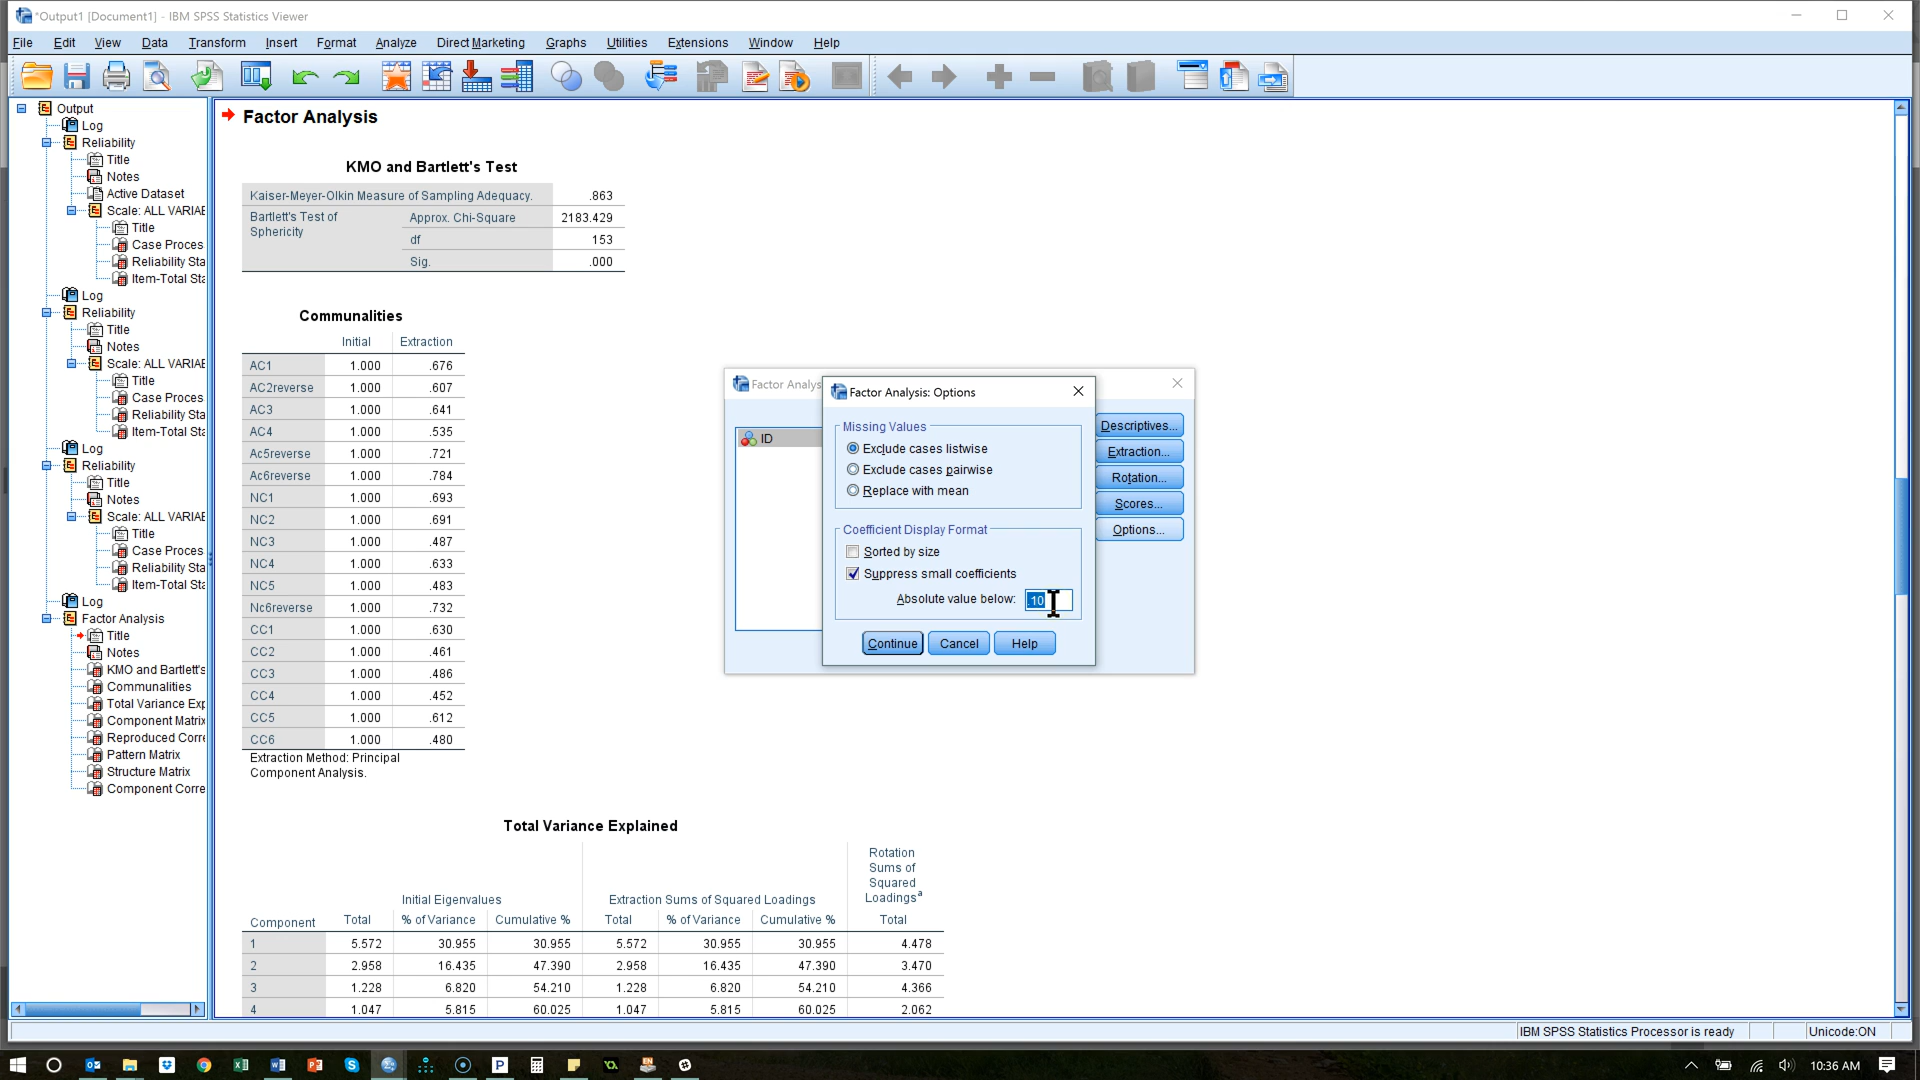 *Output1 [Document1] - IBM SPSS Statistics Viewer
File Edit View Data Transform Insert Format Analyze Direct Marketing Graphs Utilities Extensions Window Help
Output
Log
Reliability
Title
Notes
Active Dataset
Scale: ALL VARIAE
Title
Case Proces
Reliability Sta
Item-Total Sta
Log
Reliability
Title
Notes
Scale: ALL VARIAE
Title
Case Proces
Reliability Sta
Item-Total Sta
Log
Reliability
Title
Notes
Scale: ALL VARIAE
Title
Case Proces
Reliability Sta
Item-Total Sta
Log
Factor Analysis
Title
Notes
KMO and Bartlett's
Communalities
Total Variance Exp
Component Matrix
Reproduced Corre
Pattern Matrix
Structure Matrix
Component Corre
Factor Analysis
KMO and Bartlett's Test
Kaiser-Meyer-Olkin Measure of Sampling Adequacy. .863
Bartlett's Test of Sphericity Approx. Chi-Square 2183.429
df 153
Sig. .000
Communalities
Initial Extraction
AC1 1.000 .676
AC2reverse 1.000 .607
AC3 1.000 .641
AC4 1.000 .535
Ac5reverse 1.000 .721
Ac6reverse 1.000 .784
NC1 1.000 .693
NC2 1.000 .691
NC3 1.000 .487
NC4 1.000 .633
NC5 1.000 .483
Nc6reverse 1.000 .732
CC1 1.000 .630
CC2 1.000 .461
CC3 1.000 .486
CC4 1.000 .452
CC5 1.000 .612
CC6 1.000 .480
Extraction Method: Principal
Component Analysis.
Total Variance Explained
Initial Eigenvalues Extraction Sums of Squared Loadings Rotation Sums of Squared Loadings a
Component Total % of Variance Cumulative % Total % of Variance Cumulative % Total
1 5.572 30.955 30.955 5.572 30.955 30.955 4.478
2 2.958 16.435 47.390 2.958 16.435 47.390 3.470
3 1.228 6.820 54.210 1.228 6.820 54.210 4.366
4 1.047 5.815 60.025 1.047 5.815 60.025 2.062
Factor Analys
ID
Descriptives...
Extraction...
Rotation...
Scores...
Options...
Factor Analysis: Options
Missing Values
Exclude cases listwise
Exclude cases pairwise
Replace with mean
Coefficient Display Format
Sorted by size
Suppress small coefficients
Absolute value below: .10
Continue Cancel Help
IBM SPSS Statistics Processor is ready Unicode:ON
10:36 AM